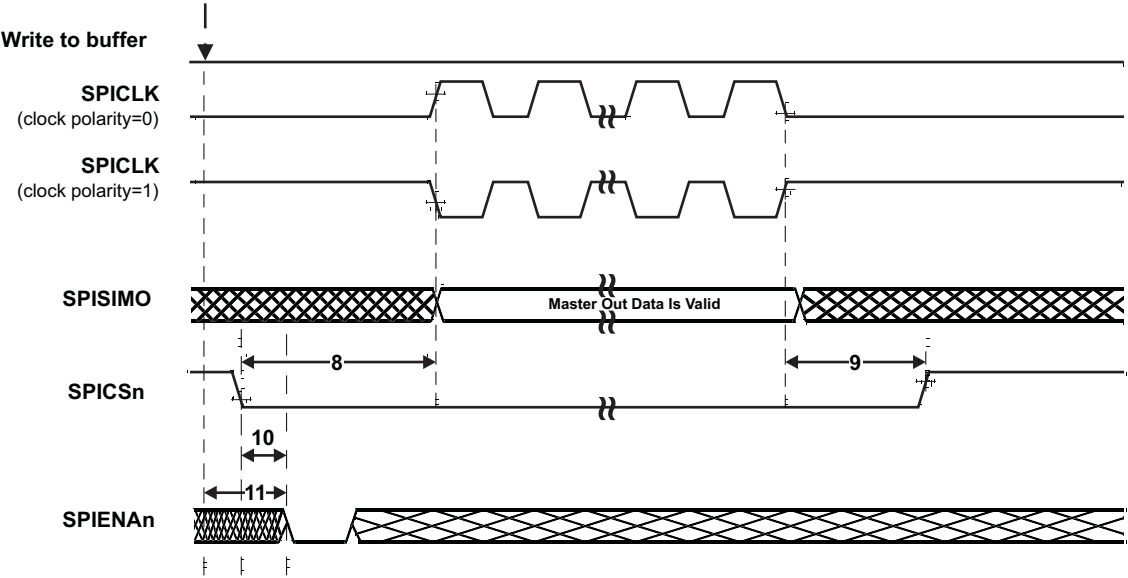 Write to buffer
SPICLK
(clock polarity=0)
SPICLK
(clock polarity=1)
SPISIMO
Master Out Data Is Valid
8
9
SPICSn
10
11
SPIENAn